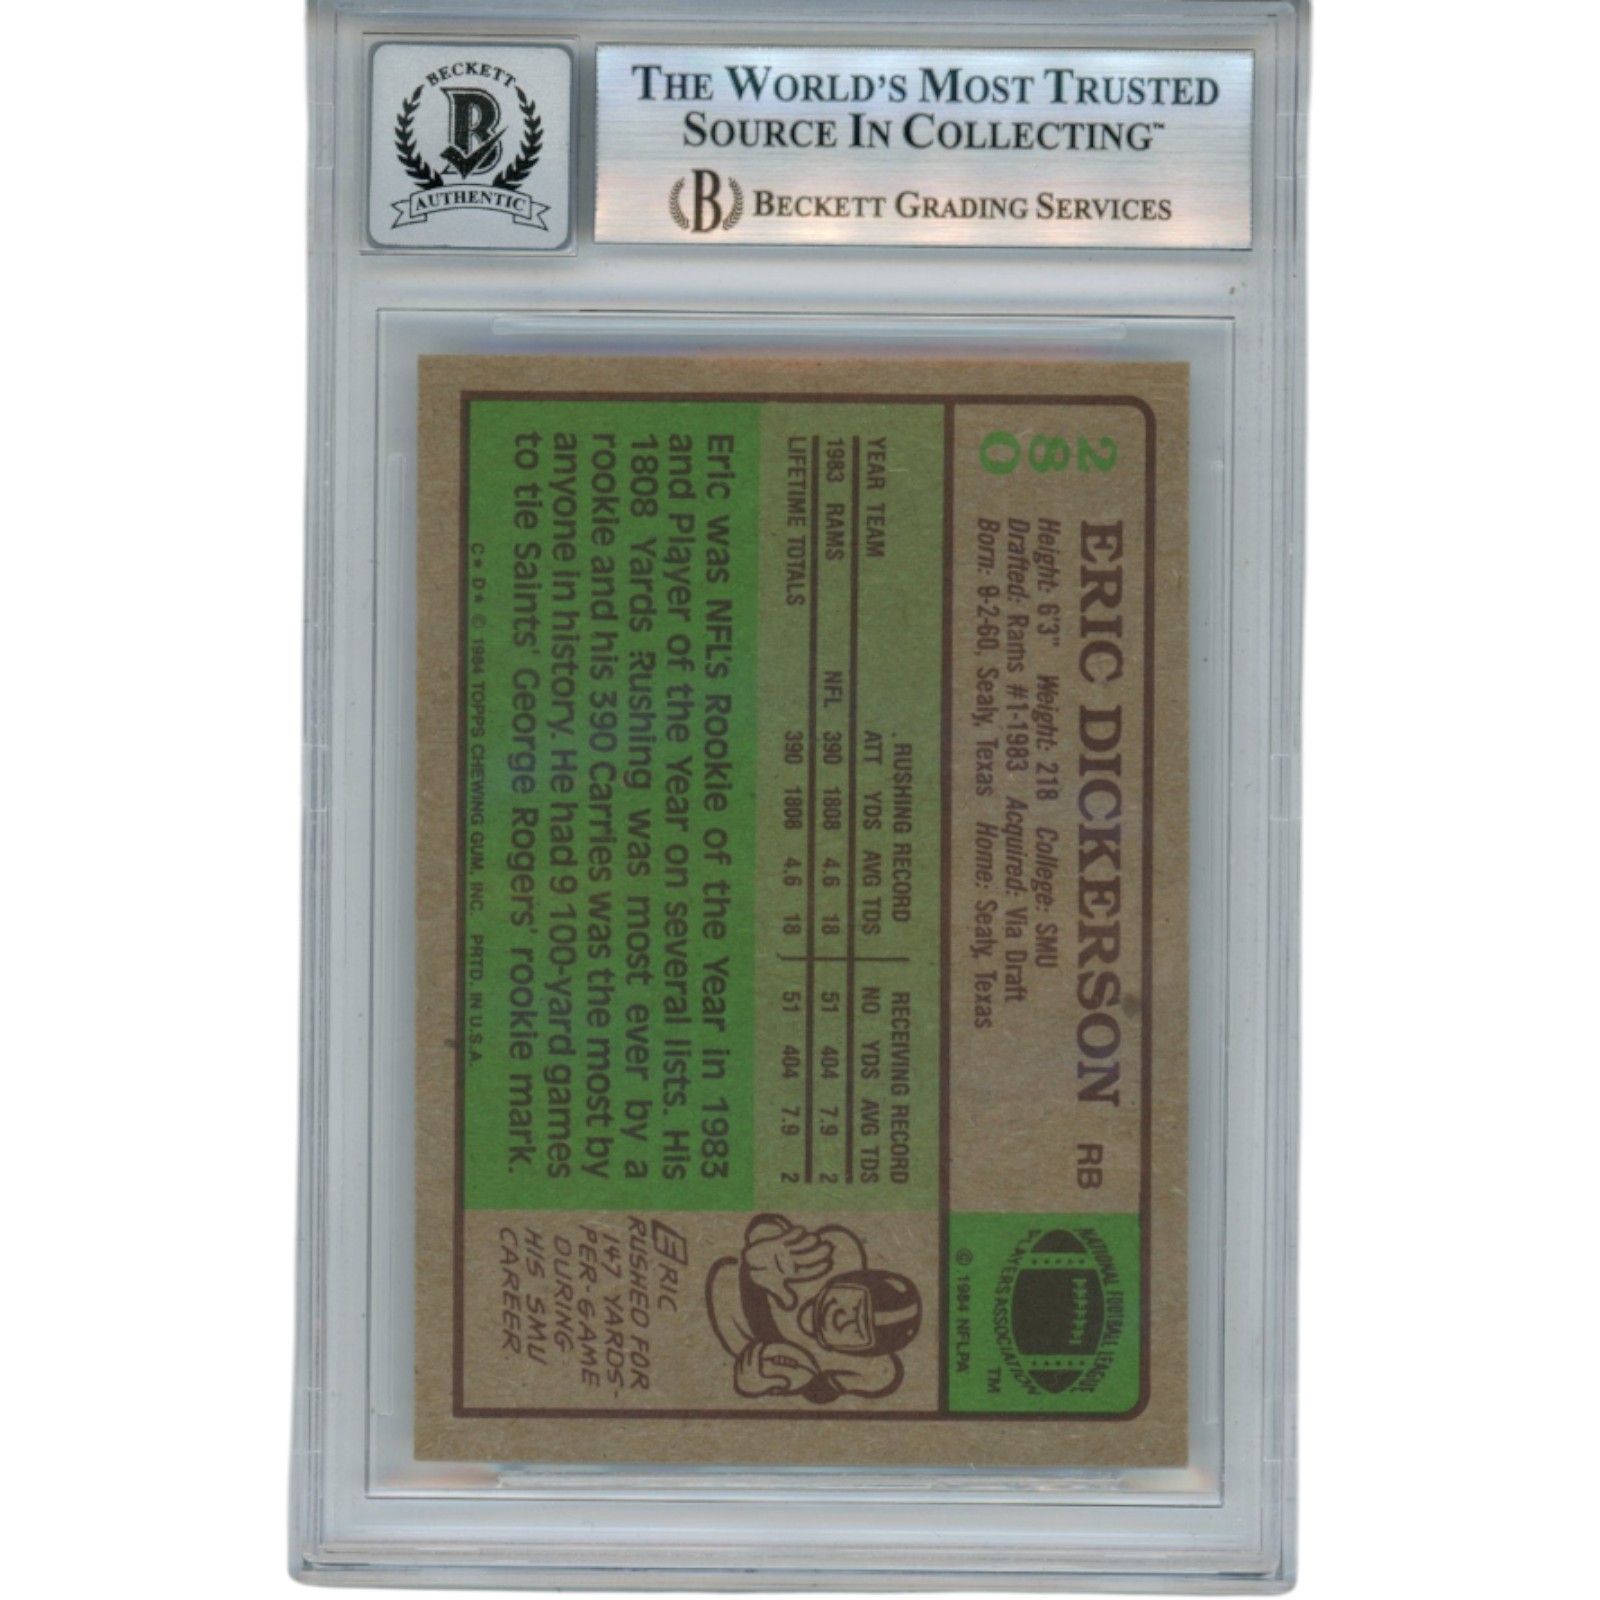 BECKETT
B
AUTHENTIC
THE WORLD'S MOST TRUSTED
SOURCE IN COLLECTING™
B BECKETT GRADING SERVICES
280
ERIC DICKERSON RB
Height: 6'3" Weight: 218 College: SMU
Drafted: Rams #1-1983 Acquired: Via Draft
Born: 9-2-60, Sealy, Texas Home: Sealy, Texas
NATIONAL FOOTBALL LEAGUE
PLAYERS ASSOCIATION
TM
© 1984 NFLPA
RUSHING RECORD RECEIVING RECORD
YEAR TEAM ATT YDS AVG TDS NO YDS AVG TDS
1983 RAMS NFL 390 1808 4.6 18 51 404 7.9 2
LIFETIME TOTALS 390 1808 4.6 18 51 404 7.9 2
Eric was NFL's Rookie of the Year in 1983
and Player of the Year on several lists. His
1808 Yards Rushing was most ever by a
rookie and his 390 Carries was the most by
anyone in history. He had 9 100-yard games
to tie Saints' George Rogers' rookie mark.
ERIC
RUSHED FOR
147 YARDS-
PER-GAME
DURING
HIS SMU
CAREER.
C* D* © 1984 TOPPS CHEWING GUM, INC. PRTD. IN U.S.A.